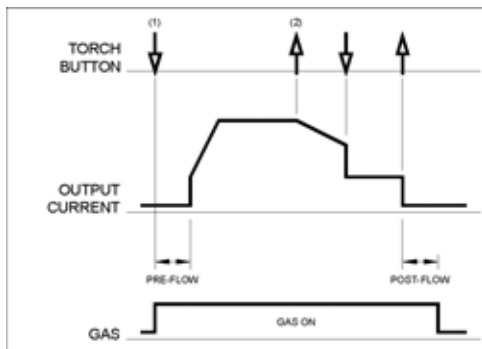 (1)
(2)
TORCH
BUTTON
OUTPUT
CURRENT
PRE-FLOW
POST-FLOW
GAS
GAS ON